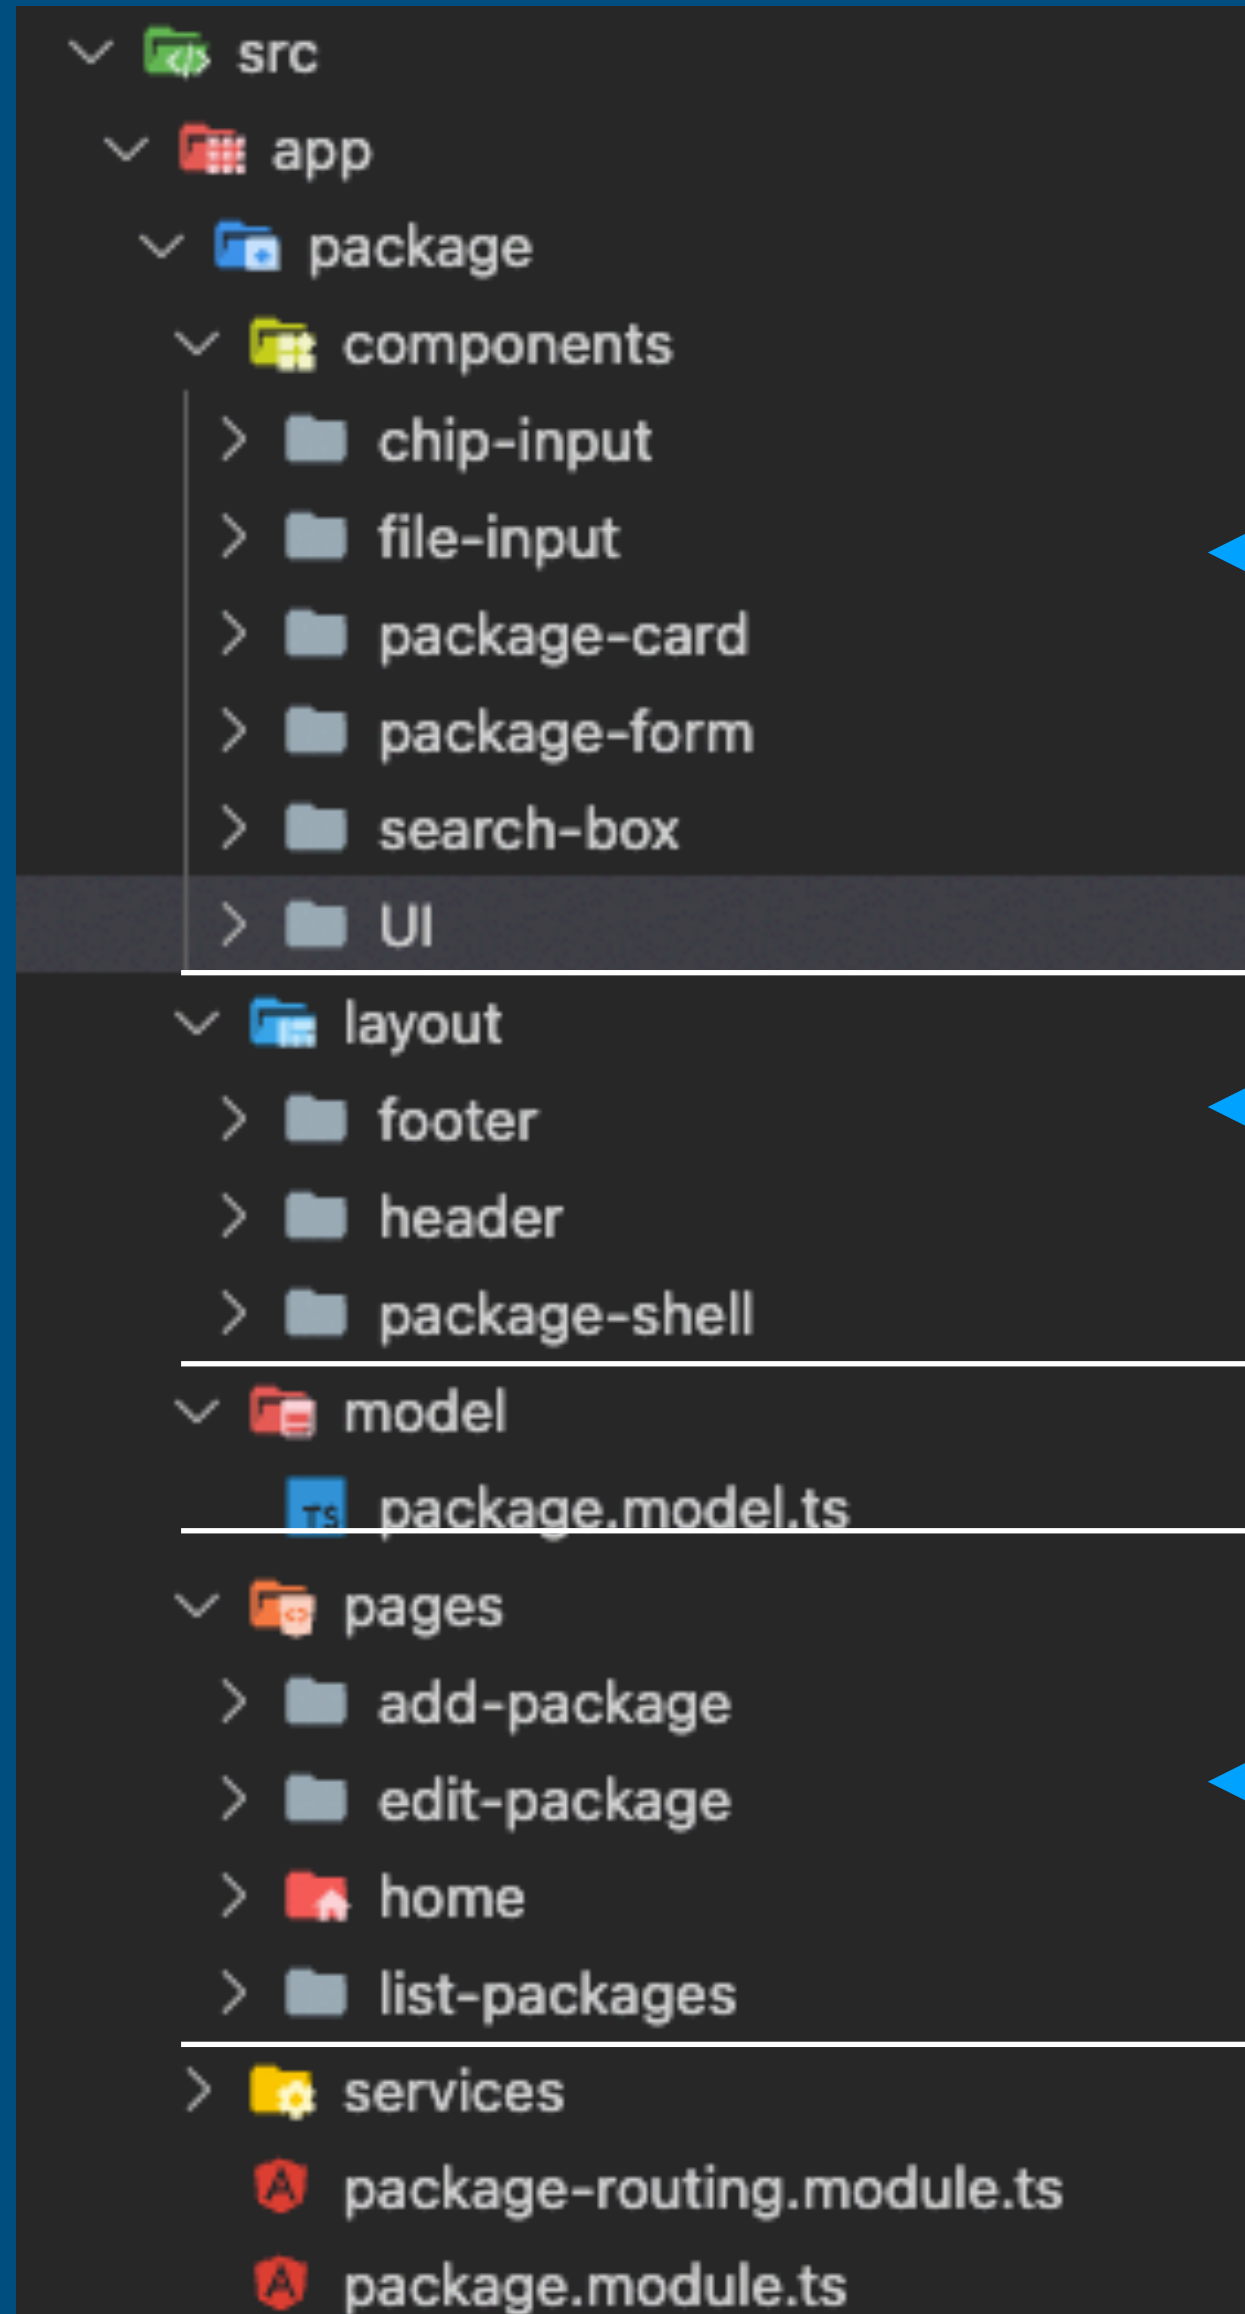 src
app
package
components
chip-input
file-input
package-card
package-form
search-box
UI
layout
footer
header
package-shell
model
TS package.model.ts
pages
add-package
edit-package
home
list-packages
services
package-routing.module.ts
package.module.ts